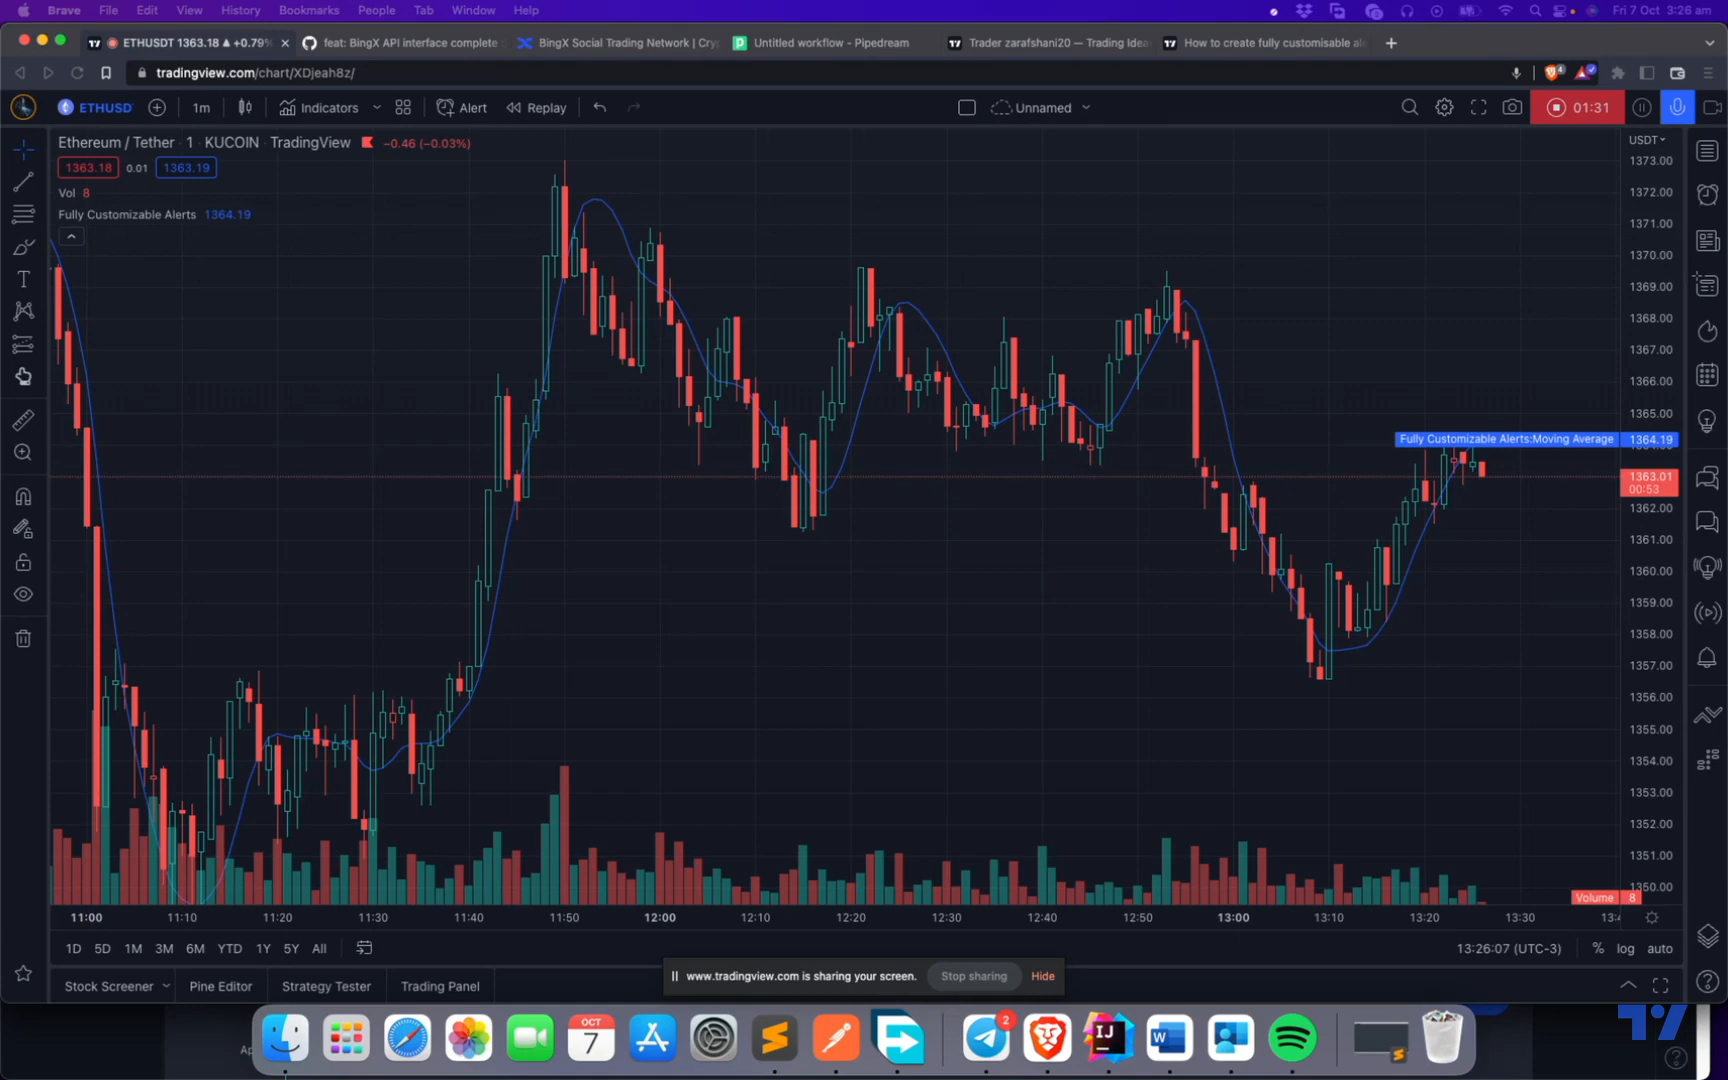 Brave File Edit View History Bookmarks People Tab Window Help Fri 7 Oct 3:26 am
ETHUSDT 1363.18 ▲ +0.79% feat: BingX API interface complete BingX Social Trading Network | Cry Untitled workflow - Pipedream Trader zarafshani20 — Trading Idea How to create fully customisable al
tradingview.com/chart/XDjeah8z/ 4
ETHUSD 1m Indicators Alert Replay Unnamed 01:31
Ethereum / Tether · 1 · KUCOIN · TradingView −0.46 (−0.03%)
USDT
1363.18 0.01 1363.19
Vol 8
Fully Customizable Alerts 1364.19
1373.00
1372.00
1371.00
1370.00
1369.00
1368.00
1367.00
1366.00
1365.00
Fully Customizable Alerts:Moving Average 1364.19
1363.01
00:53
1362.00
1361.00
1360.00
1359.00
1358.00
1357.00
1356.00
1355.00
1354.00
1353.00
1352.00
1351.00
1350.00
Volume 8
11:00 11:10 11:20 11:30 11:40 11:50 12:00 12:10 12:20 12:30 12:40 12:50 13:00 13:10 13:20 13:30 13:4
1D 5D 1M 3M 6M YTD 1Y 5Y All 13:26:07 (UTC-3) % log auto
www.tradingview.com is sharing your screen. Stop sharing Hide
Stock Screener Pine Editor Strategy Tester Trading Panel
OCT
7
2
IJ
W